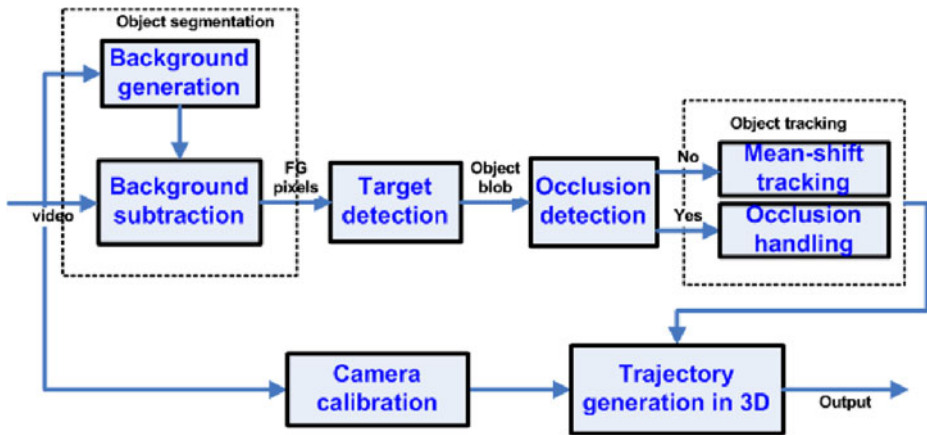 Object segmentation
Background
generation
video
Background
subtraction
FG
pixels
Target
detection
Object
blob
Occlusion
detection
No
Yes
Object tracking
Mean-shift
tracking
Occlusion
handling
Camera
calibration
Trajectory
generation in 3D
Output